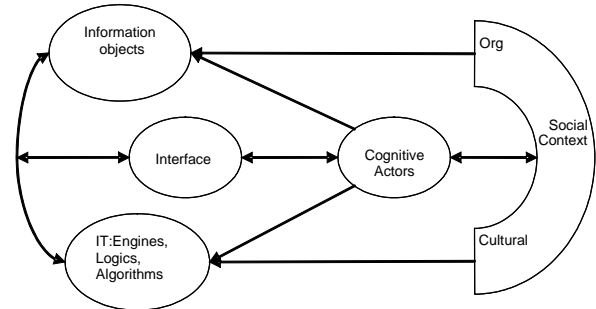 Information
objects
Org
Social
Context
Interface
Cognitive
Actors
IT:Engines,
Logics,
Algorithms
Cultural